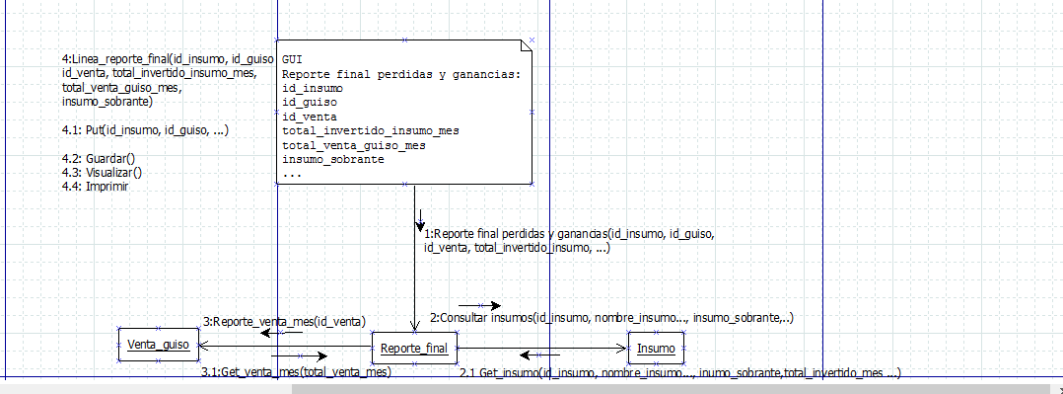 4:Linea_reporte_final(id_insumo, id_guiso
id_venta, total_invertido_insumo_mes,
total_venta_guiso_mes,
insumo_sobrante)
4.1: Put(id_insumo, id_guiso, ...)
4.2: Guardar()
4.3: Visualizar()
4.4: Imprimir
GUI
Reporte final perdidas y ganancias:
id_insumo
id_guiso
id_venta
total_invertido_insumo_mes
total_venta_guiso_mes
insumo_sobrante
...
1:Reporte final perdidas y ganancias(id_insumo, id_guiso,
id_venta, total_invertido_insumo, ...)
2:Consultar insumos(id_insumo, nombre_insumo..., insumo_sobrante,..)
3:Reporte_venta_mes(id_venta)
Venta_guiso
Reporte_final
Insumo
3.1:Get_venta_mes(total_venta_mes)
2.1 Get_insumo(id_insumo, nombre_insumo..., inumo_sobrante,total_invertido_mes ...)